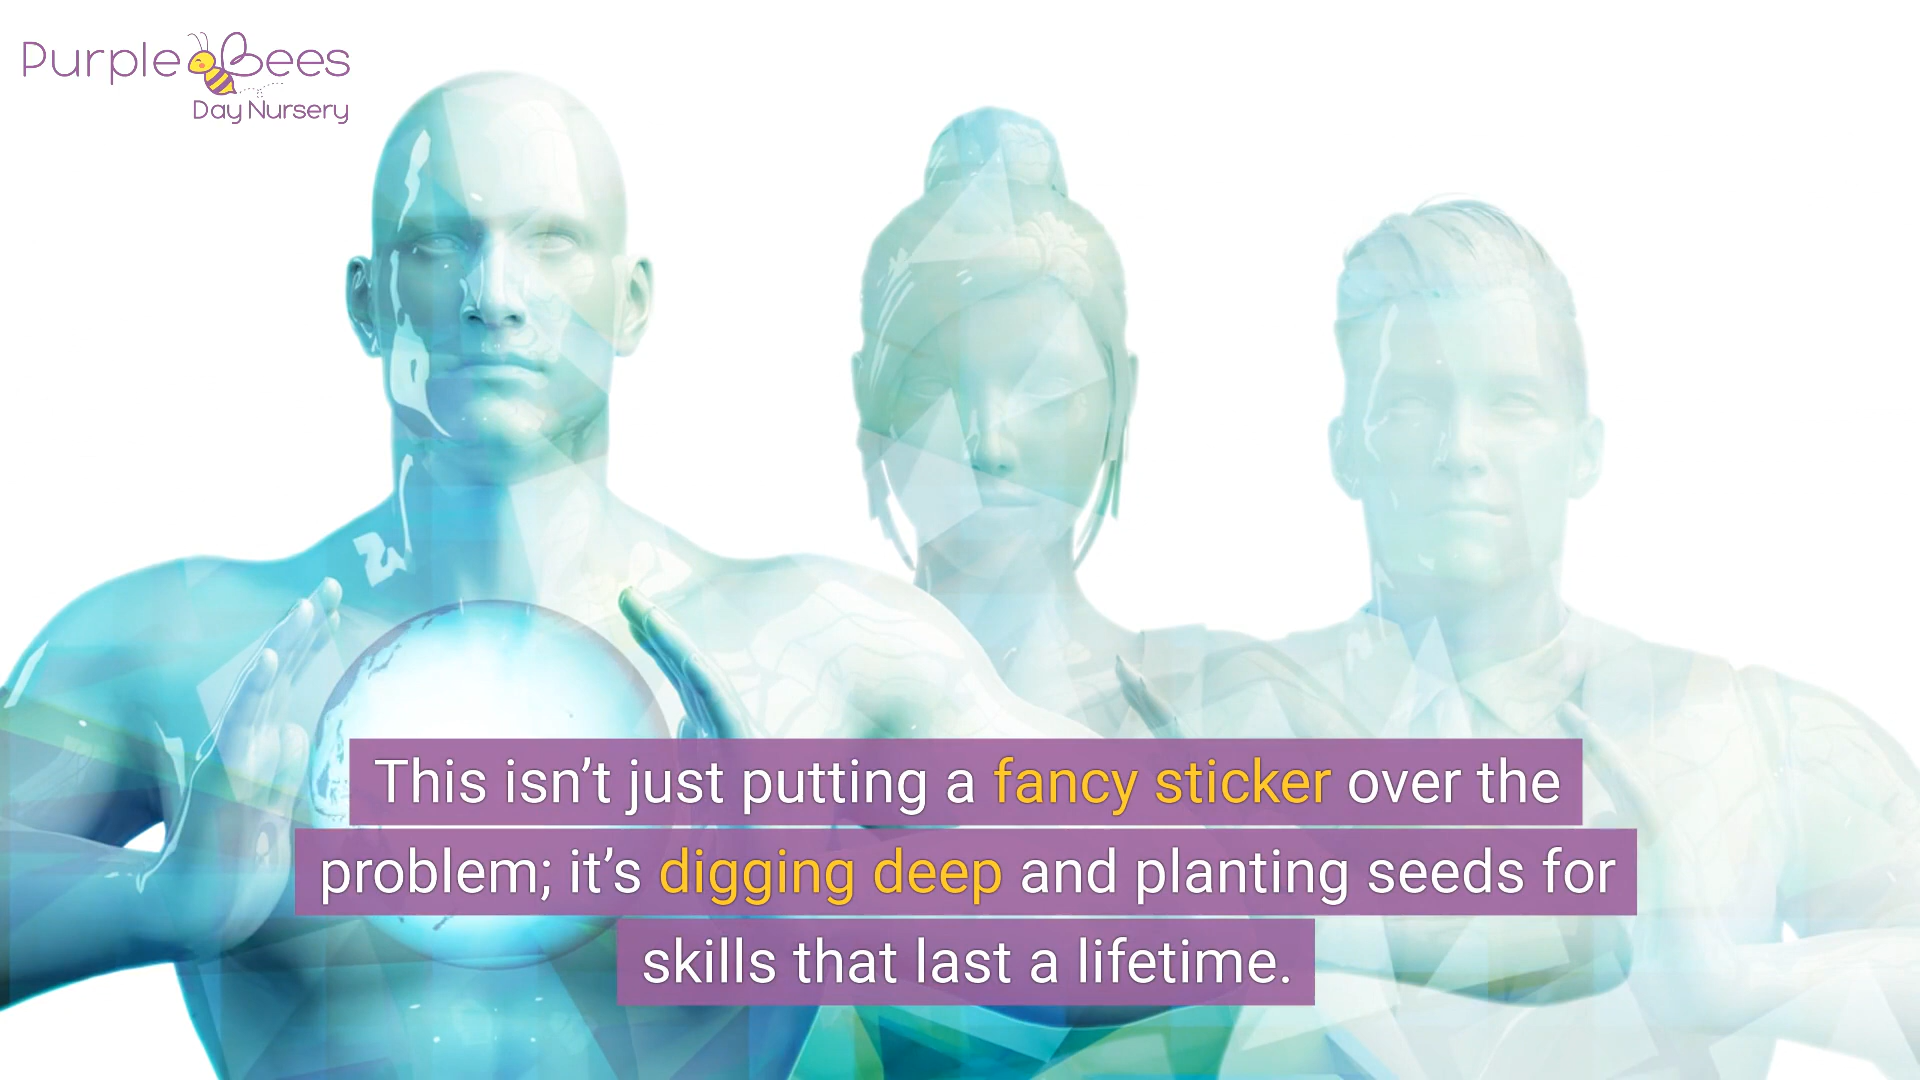 Purple Bees
Day Nursery
This isn’t just putting a fancy sticker over the
problem; it’s digging deep and planting seeds for
skills that last a lifetime.